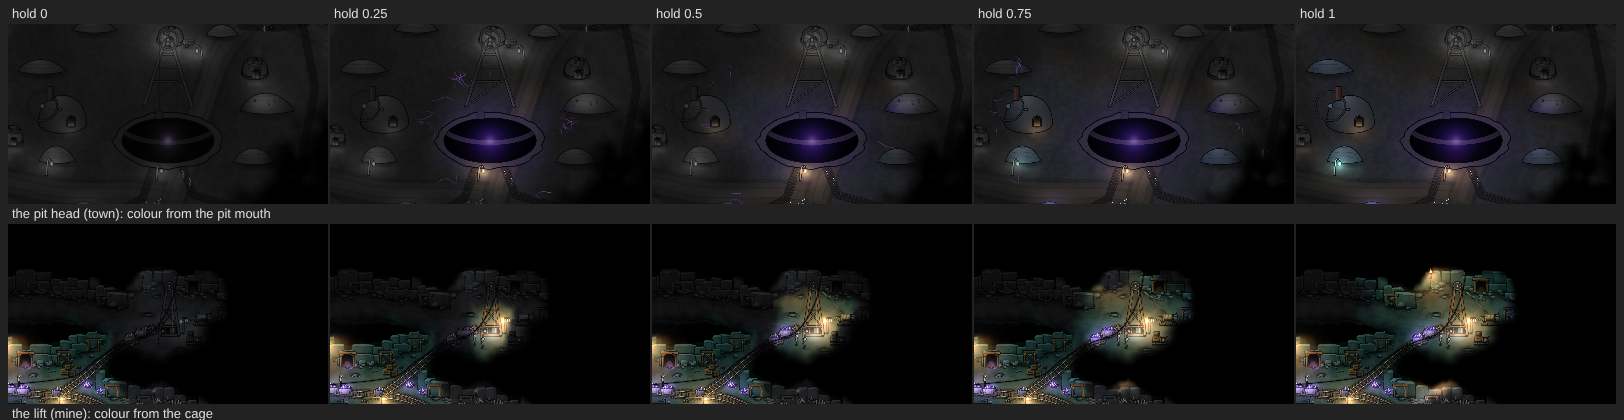 hold 0
hold 0.25
hold 0.5
hold 0.75
hold 1
the pit head (town): colour from the pit mouth
the lift (mine): colour from the cage